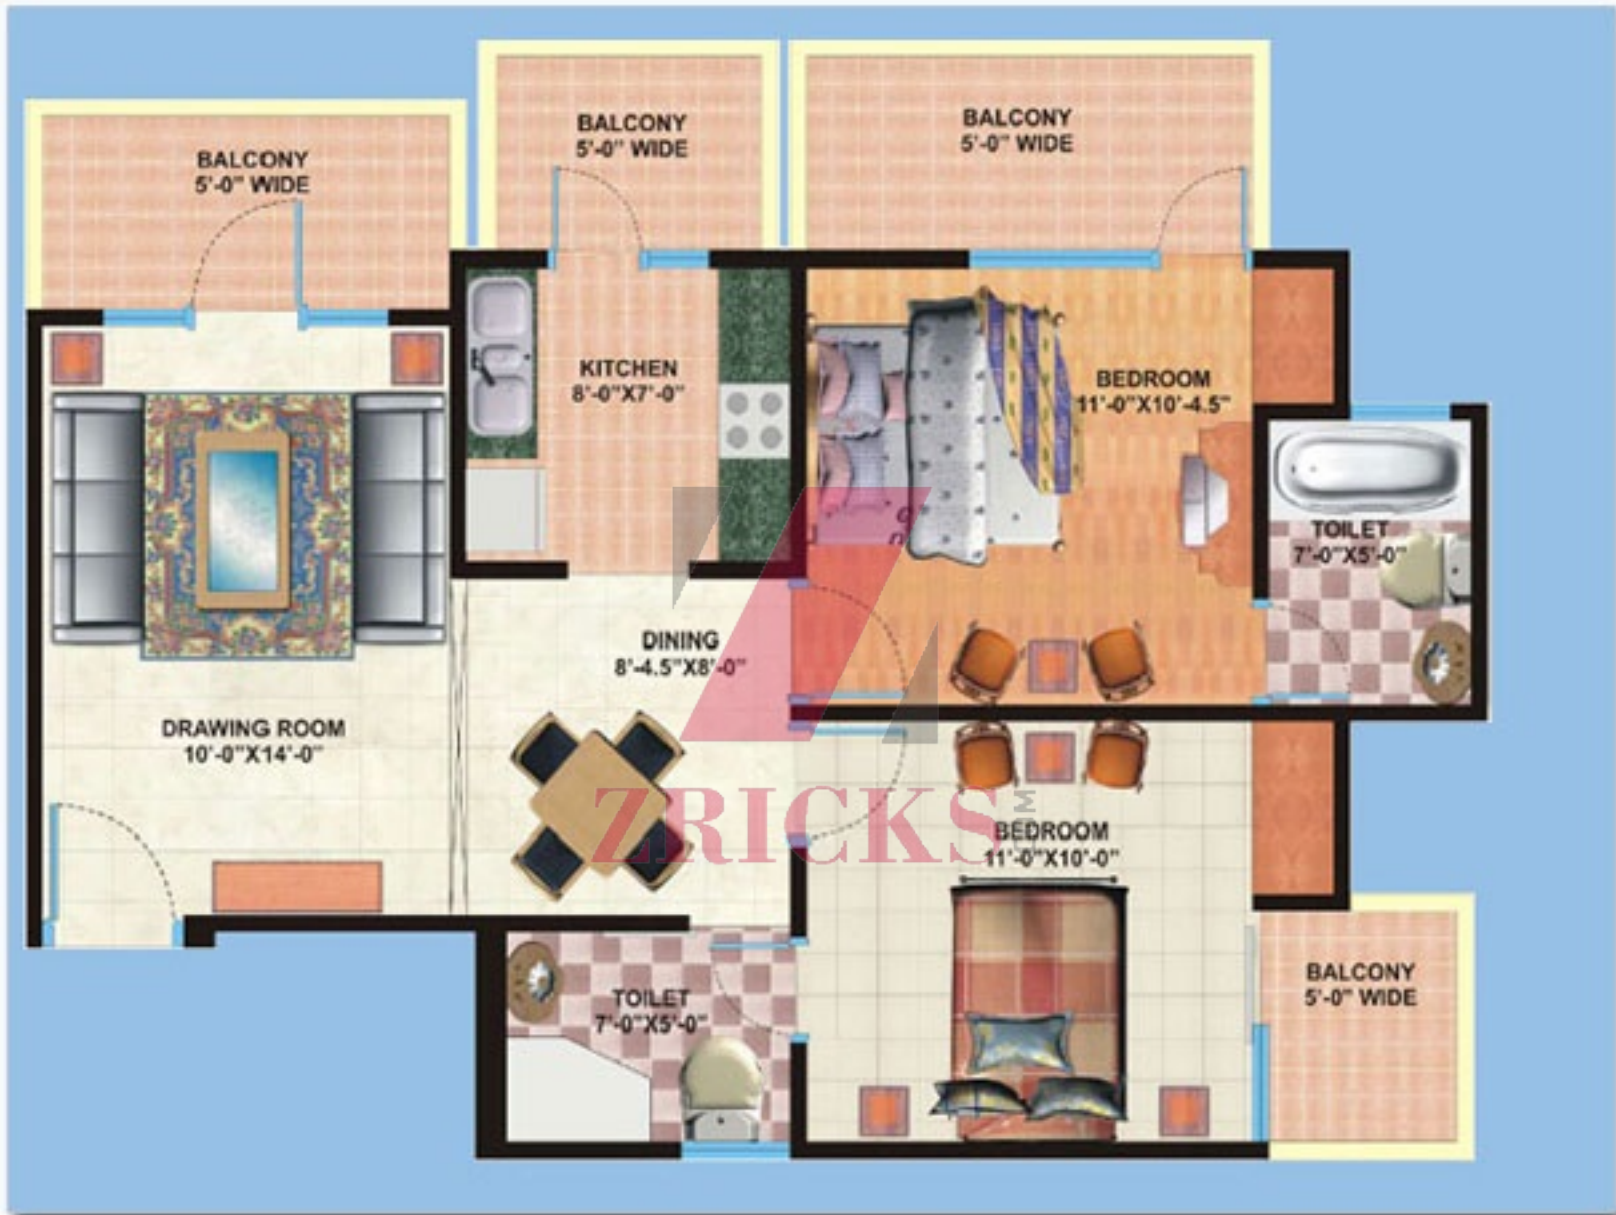 BALCONY
5'-0" WIDE
BALCONY
5'-0" WIDE
BALCONY
5'-0" WIDE
KITCHEN
8'-0"X7'-0"
BEDROOM
11'-0"X10'-4.5"
TOILET
7'-0"X5'-0"
DINING
8'-4.5"X8'-0"
DRAWING ROOM
10'-0"X14'-0"
ZRICKS
.COM
BEDROOM
11'-0"X10'-0"
BALCONY
5'-0" WIDE
TOILET
7'-0"X5'-0"